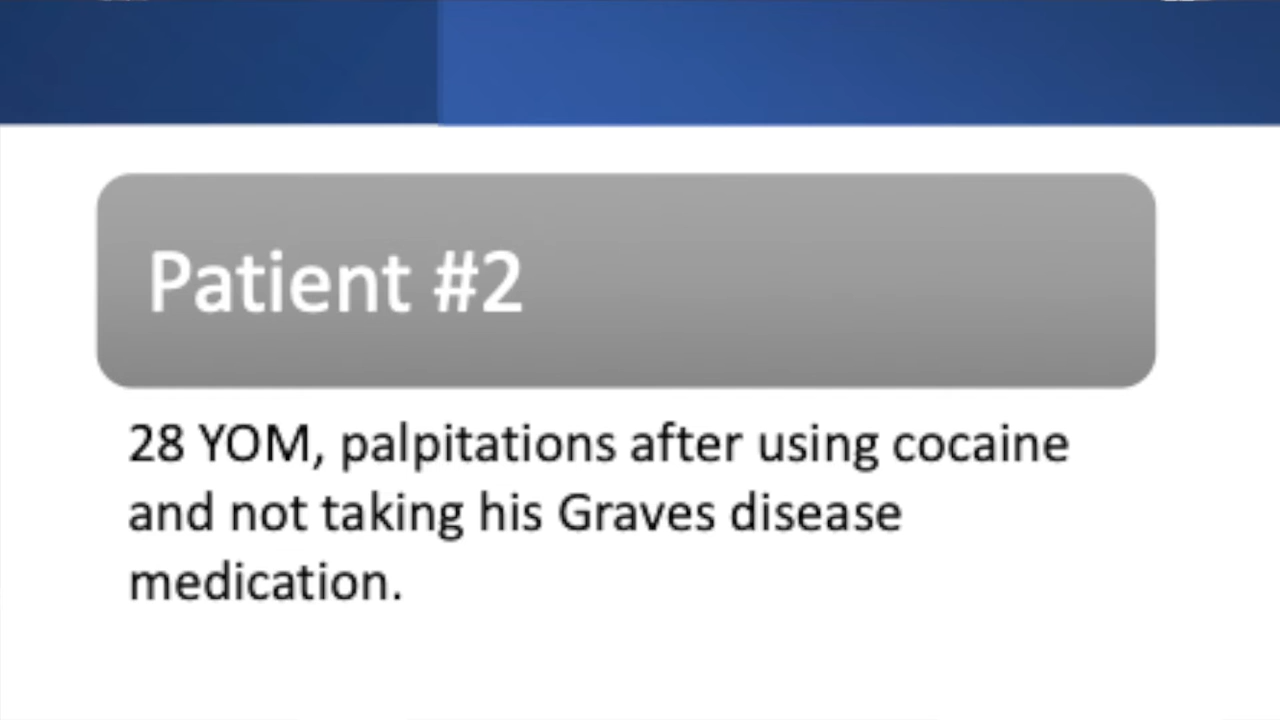 Patient #2
28 YOM, palpitations after using cocaine
and not taking his Graves disease
medication.